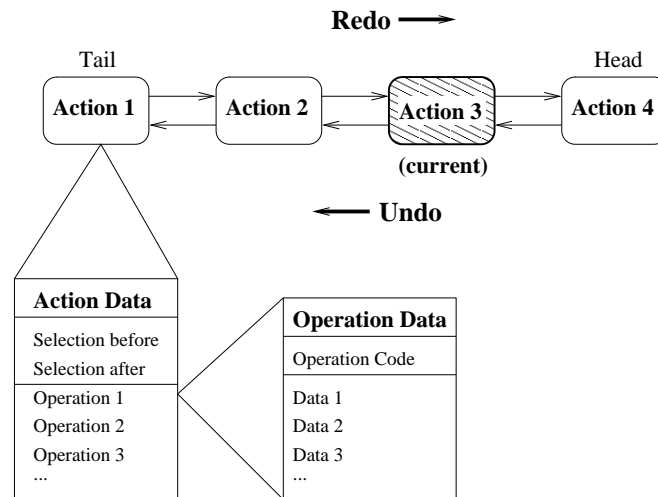 Redo
Tail
Head
Action 1
Action 2
Action 3
Action 4
(current)
Undo
Action Data
Selection before
Selection after
Operation 1
Operation 2
Operation 3
...
Operation Data
Operation Code
Data 1
Data 2
Data 3
...